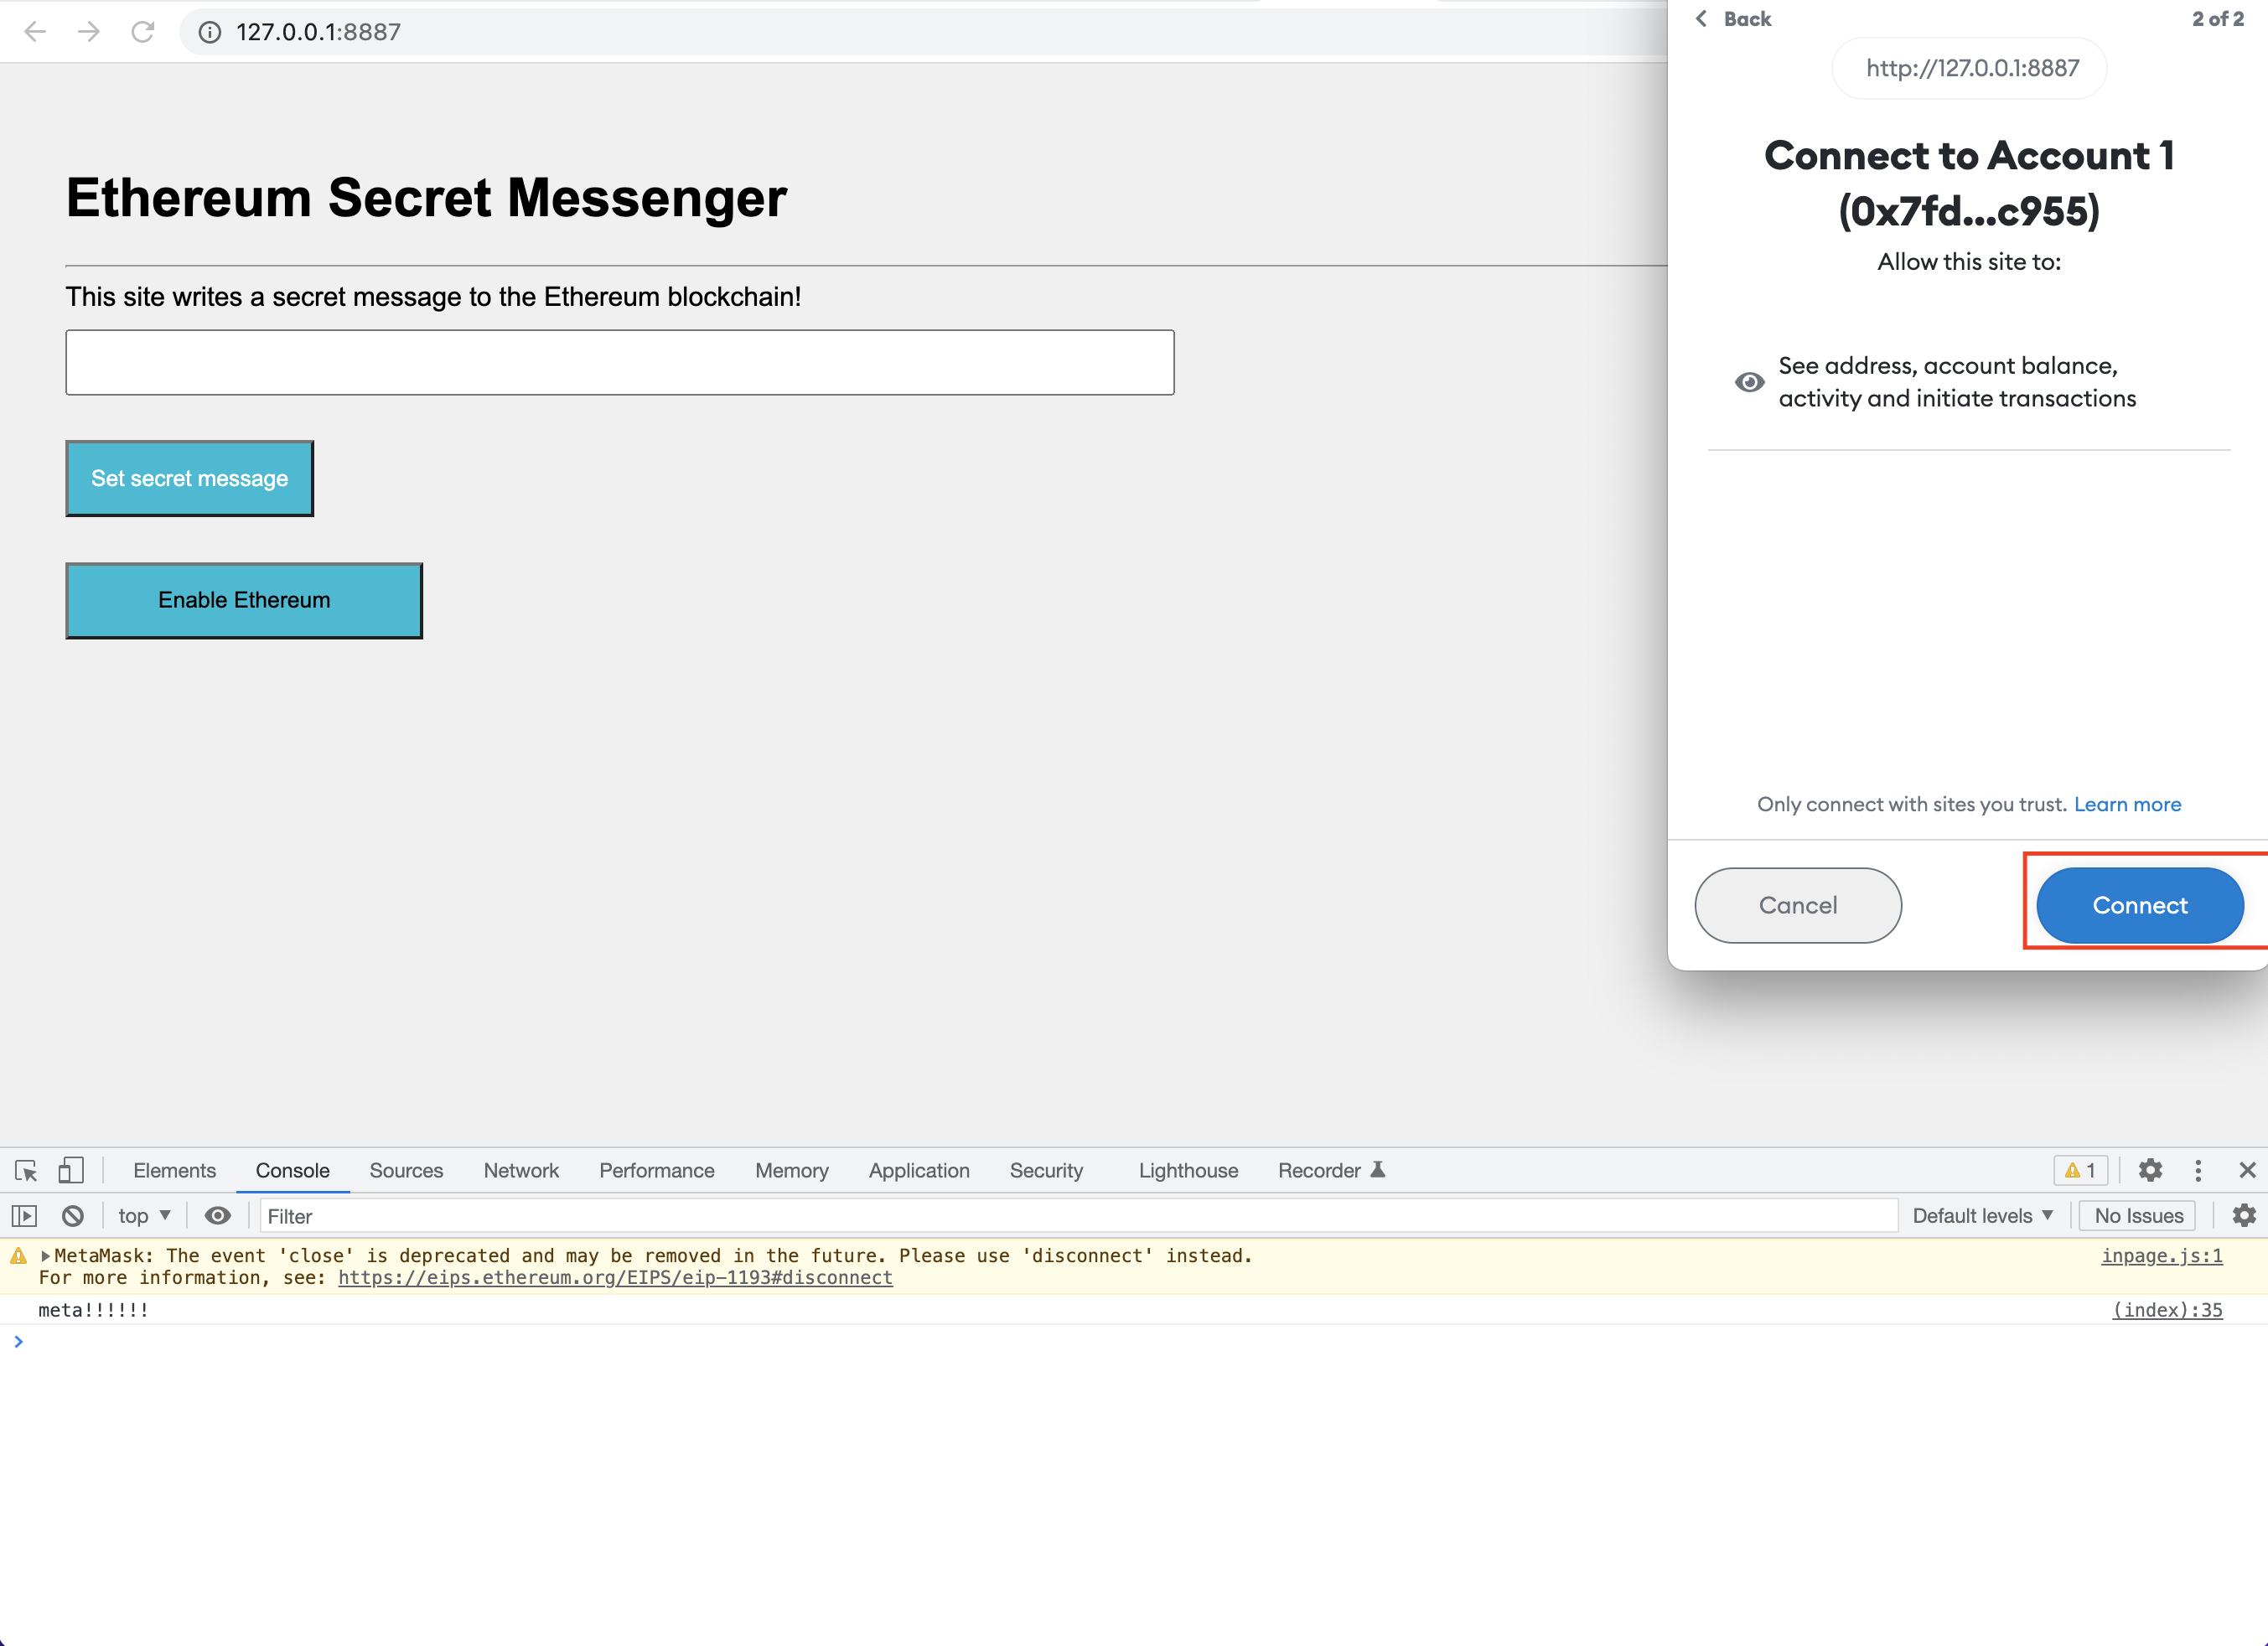 127.0.0.1:8887
Ethereum Secret Messenger
This site writes a secret message to the Ethereum blockchain!
Set secret message
Enable Ethereum
Back
2 of 2
http://127.0.0.1:8887
Connect to Account 1
(0x7fd...c955)
Allow this site to:
See address, account balance,
activity and initiate transactions
Only connect with sites you trust. Learn more
Cancel
Connect
Elements Console Sources Network Performance Memory Application Security Lighthouse Recorder 1
top Filter Default levels No Issues
MetaMask: The event 'close' is deprecated and may be removed in the future. Please use 'disconnect' instead. inpage.js:1
For more information, see: https://eips.ethereum.org/EIPS/eip-1193#disconnect
meta!!!!!! (index):35